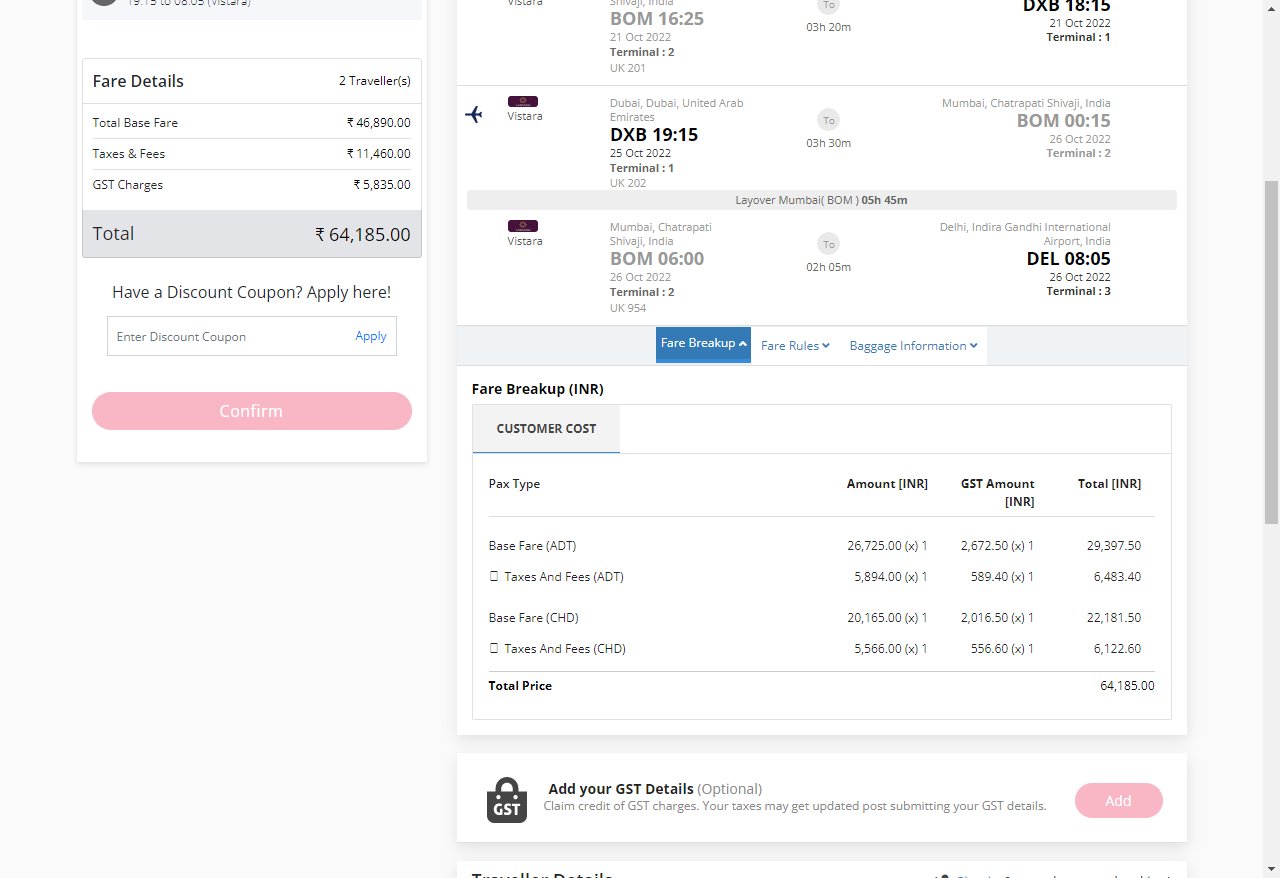 19:15 to 08:05 (Vistara)
Fare Details
2 Traveller(s)
Total Base Fare
₹ 46,890.00
Taxes & Fees
₹ 11,460.00
GST Charges
₹ 5,835.00
Total
₹ 64,185.00
Have a Discount Coupon? Apply here!
Enter Discount Coupon
Apply
Confirm
Vistara
Shivaji, India
BOM 16:25
21 Oct 2022
Terminal : 2
UK 201
To
03h 20m
DXB 18:15
21 Oct 2022
Terminal : 1
Vistara
Dubai, Dubai, United Arab
Emirates
DXB 19:15
25 Oct 2022
Terminal : 1
UK 202
To
03h 30m
Mumbai, Chatrapati Shivaji, India
BOM 00:15
26 Oct 2022
Terminal : 2
Layover Mumbai( BOM ) 05h 45m
Vistara
Mumbai, Chatrapati
Shivaji, India
BOM 06:00
26 Oct 2022
Terminal : 2
UK 954
To
02h 05m
Delhi, Indira Gandhi International
Airport, India
DEL 08:05
26 Oct 2022
Terminal : 3
Fare Breakup
Fare Rules
Baggage Information
Fare Breakup (INR)
CUSTOMER COST
Pax Type
Amount [INR]
GST Amount
[INR]
Total [INR]
Base Fare (ADT)
26,725.00 (x) 1
2,672.50 (x) 1
29,397.50
Taxes And Fees (ADT)
5,894.00 (x) 1
589.40 (x) 1
6,483.40
Base Fare (CHD)
20,165.00 (x) 1
2,016.50 (x) 1
22,181.50
Taxes And Fees (CHD)
5,566.00 (x) 1
556.60 (x) 1
6,122.60
Total Price
64,185.00
GST
Add your GST Details (Optional)
Claim credit of GST charges. Your taxes may get updated post submitting your GST details.
Add
Traveller Details